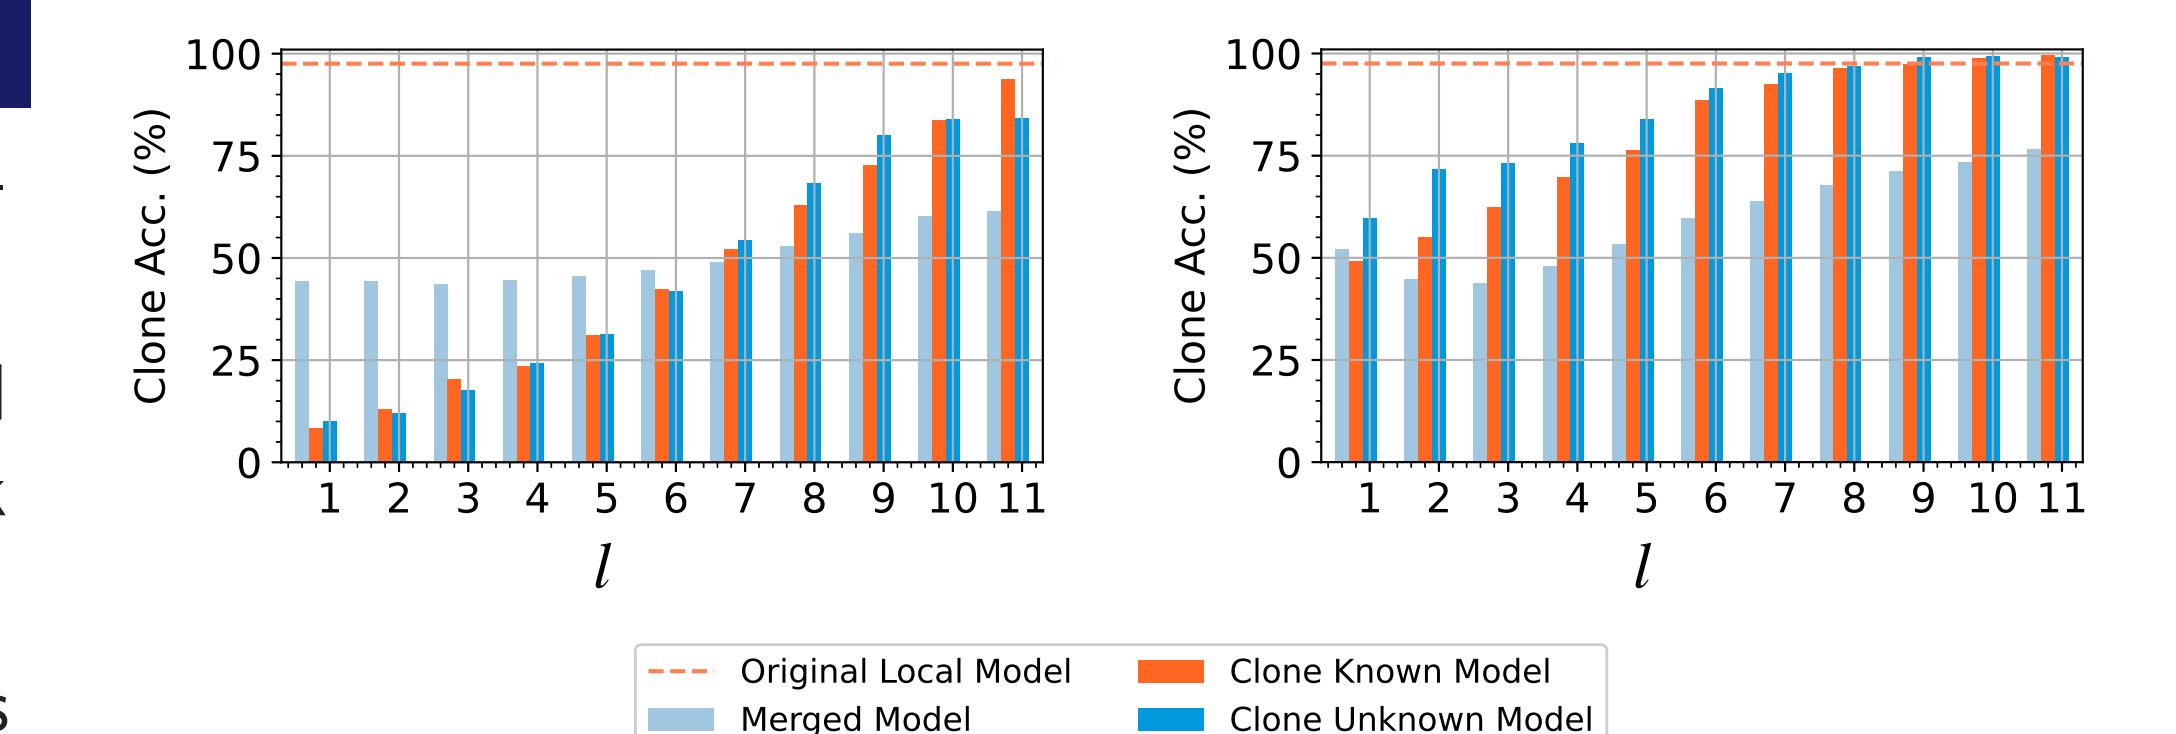 100
75
50
25
0
Clone Acc. (%)
1 2 3 4 5 6 7 8 9 10 11
l
100
75
50
25
0
Clone Acc. (%)
1 2 3 4 5 6 7 8 9 10 11
l
Original Local Model
Clone Known Model
Merged Model
Clone Unknown Model